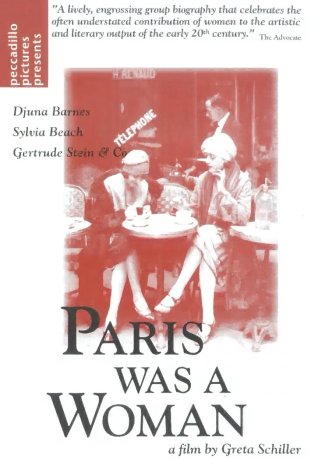 peccadillo
pictures
presents
"A lively, engrossing group biography that celebrates the
often understated contribution of women to the artistic
and literary output of the early 20th century." The Advocate
Djuna Barnes
Sylvia Beach
Gertrude Stein & Co
H. RENAUD
TÉLÉPHONE
PARIS
WAS A
WOMAN
a film by Greta Schiller